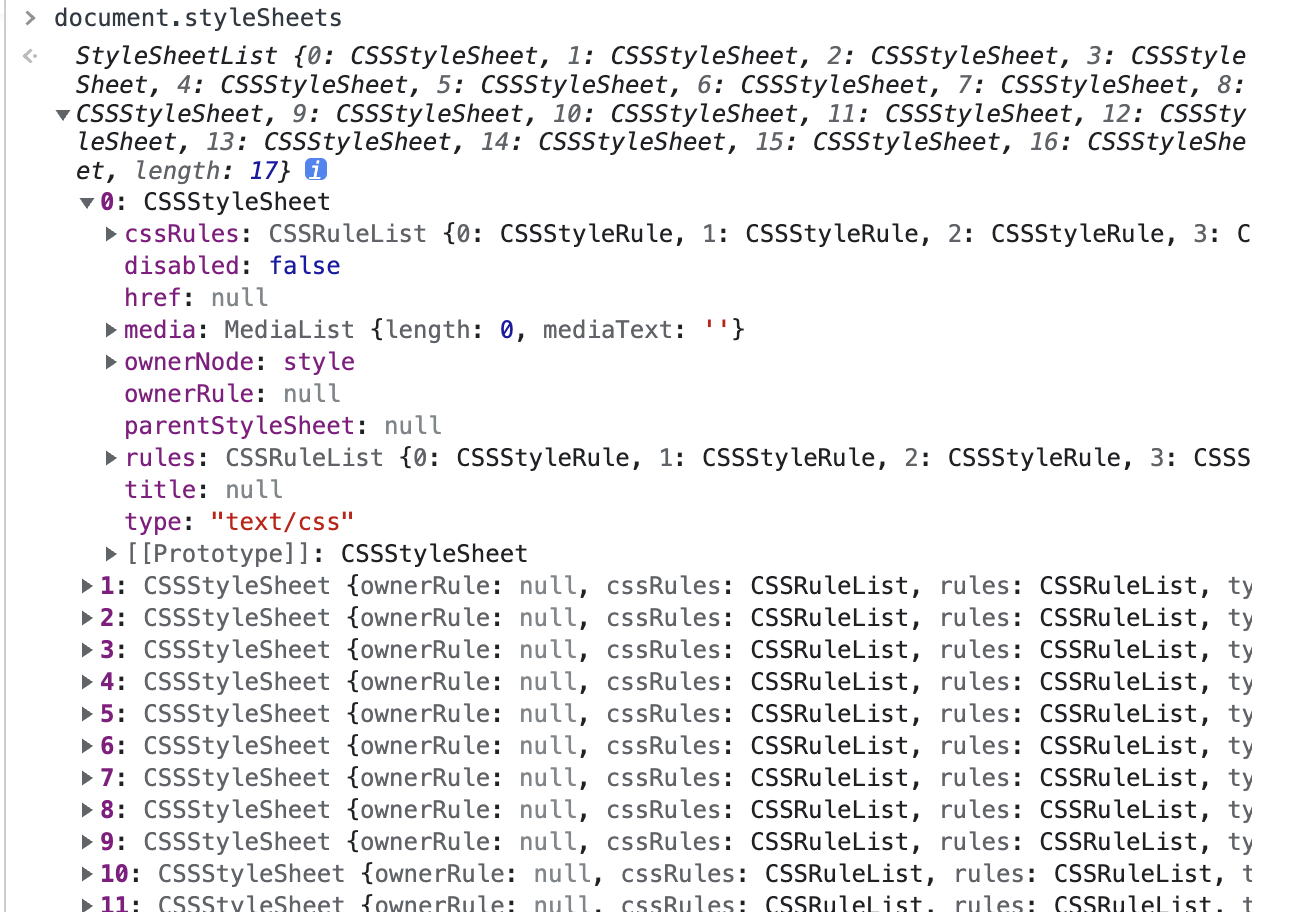 document.styleSheets
StyleSheetList {0: CSSStyleSheet, 1: CSSStyleSheet, 2: CSSStyleSheet, 3: CSSStyle
Sheet, 4: CSSStyleSheet, 5: CSSStyleSheet, 6: CSSStyleSheet, 7: CSSStyleSheet, 8:
CSSStyleSheet, 9: CSSStyleSheet, 10: CSSStyleSheet, 11: CSSStyleSheet, 12: CSSSty
leSheet, 13: CSSStyleSheet, 14: CSSStyleSheet, 15: CSSStyleSheet, 16: CSSStyleShe
et, length: 17} i
0: CSSStyleSheet
cssRules: CSSRuleList {0: CSSStyleRule, 1: CSSStyleRule, 2: CSSStyleRule, 3: C
disabled: false
href: null
media: MediaList {length: 0, mediaText: ''}
ownerNode: style
ownerRule: null
parentStyleSheet: null
rules: CSSRuleList {0: CSSStyleRule, 1: CSSStyleRule, 2: CSSStyleRule, 3: CSSS
title: null
type: "text/css"
[[Prototype]]: CSSStyleSheet
1: CSSStyleSheet {ownerRule: null, cssRules: CSSRuleList, rules: CSSRuleList, ty
2: CSSStyleSheet {ownerRule: null, cssRules: CSSRuleList, rules: CSSRuleList, ty
3: CSSStyleSheet {ownerRule: null, cssRules: CSSRuleList, rules: CSSRuleList, ty
4: CSSStyleSheet {ownerRule: null, cssRules: CSSRuleList, rules: CSSRuleList, ty
5: CSSStyleSheet {ownerRule: null, cssRules: CSSRuleList, rules: CSSRuleList, ty
6: CSSStyleSheet {ownerRule: null, cssRules: CSSRuleList, rules: CSSRuleList, ty
7: CSSStyleSheet {ownerRule: null, cssRules: CSSRuleList, rules: CSSRuleList, ty
8: CSSStyleSheet {ownerRule: null, cssRules: CSSRuleList, rules: CSSRuleList, ty
9: CSSStyleSheet {ownerRule: null, cssRules: CSSRuleList, rules: CSSRuleList, ty
10: CSSStyleSheet {ownerRule: null, cssRules: CSSRuleList, rules: CSSRuleList, t
11: CSSStyleSheet {ownerRule: null, cssRules: CSSRuleList, rules: CSSRuleList, t